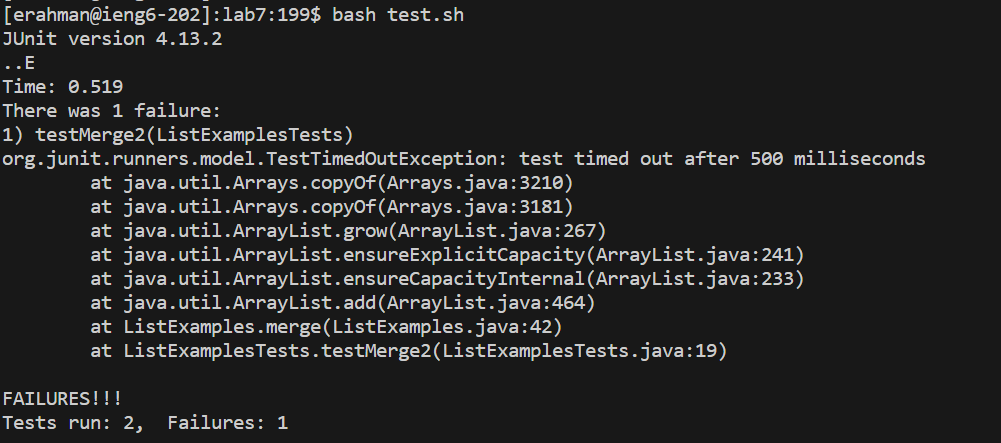 [erahman@ieng6-202]:lab7:199$ bash test.sh
JUnit version 4.13.2
..E
Time: 0.519
There was 1 failure:
1) testMerge2(ListExamplesTests)
org.junit.runners.model.TestTimedOutException: test timed out after 500 milliseconds
        at java.util.Arrays.copyOf(Arrays.java:3210)
        at java.util.Arrays.copyOf(Arrays.java:3181)
        at java.util.ArrayList.grow(ArrayList.java:267)
        at java.util.ArrayList.ensureExplicitCapacity(ArrayList.java:241)
        at java.util.ArrayList.ensureCapacityInternal(ArrayList.java:233)
        at java.util.ArrayList.add(ArrayList.java:464)
        at ListExamples.merge(ListExamples.java:42)
        at ListExamplesTests.testMerge2(ListExamplesTests.java:19)

FAILURES!!!
Tests run: 2,  Failures: 1